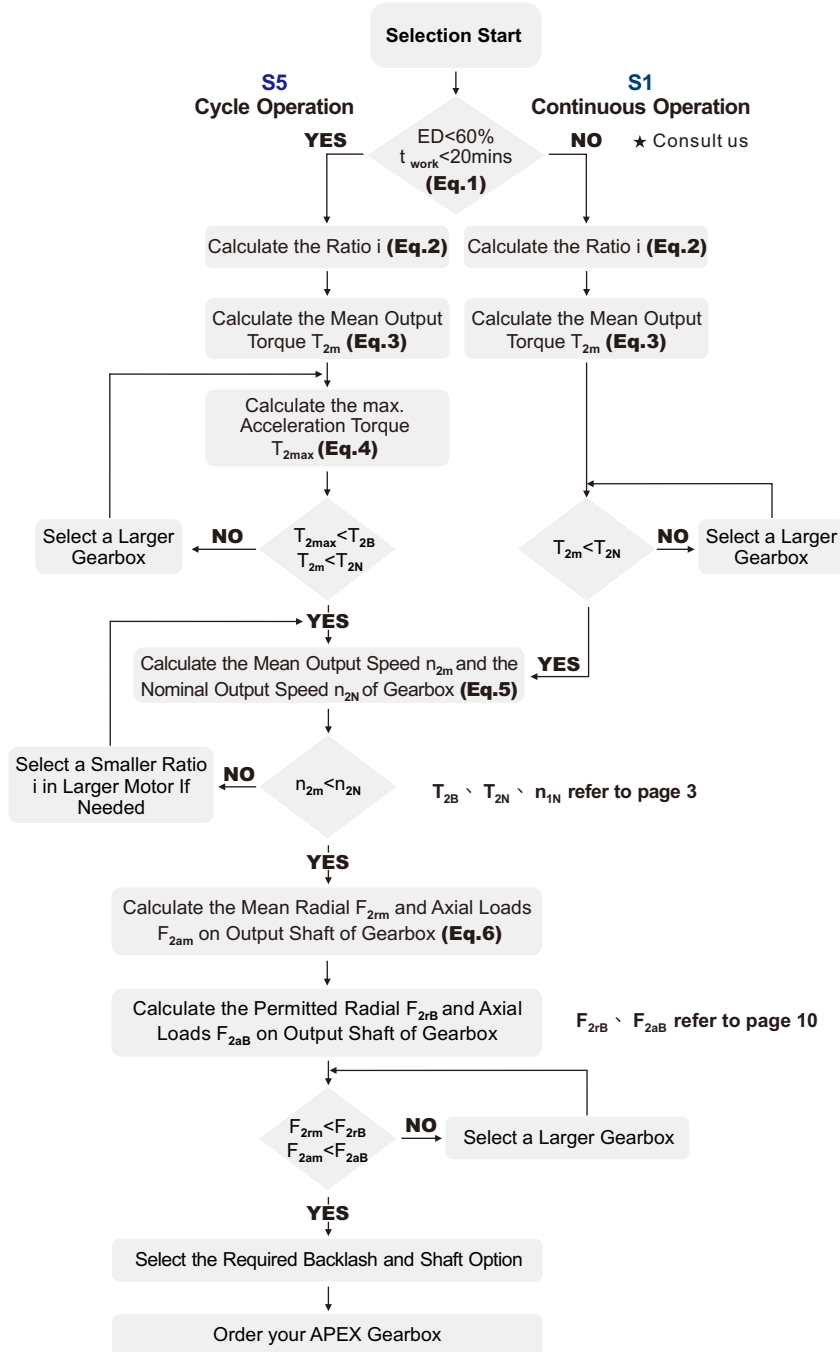 Selection Start
S5
Cycle Operation
S1
Continuous Operation
★ Consult us
YES
ED<60%
t work<20mins
(Eq.1)
NO
Calculate the Ratio i (Eq.2)
Calculate the Ratio i (Eq.2)
Calculate the Mean Output
Torque T2m (Eq.3)
Calculate the Mean Output
Torque T2m (Eq.3)
Calculate the max.
Acceleration Torque
T2max (Eq.4)
Select a Larger
Gearbox
NO
T2max<T2B
T2m<T2N
T2m<T2N
NO
Select a Larger
Gearbox
YES
Calculate the Mean Output Speed n2m and the
Nominal Output Speed n2N of Gearbox (Eq.5)
YES
Select a Smaller Ratio
i in Larger Motor If
Needed
NO
n2m<n2N
T2B、 T2N、 n1N refer to page 3
YES
Calculate the Mean Radial F2rm and Axial Loads
F2am on Output Shaft of Gearbox (Eq.6)
Calculate the Permitted Radial F2rB and Axial
Loads F2aB on Output Shaft of Gearbox
F2rB、 F2aB refer to page 10
F2rm<F2rB
F2am<F2aB
NO
Select a Larger Gearbox
YES
Select the Required Backlash and Shaft Option
Order your APEX Gearbox